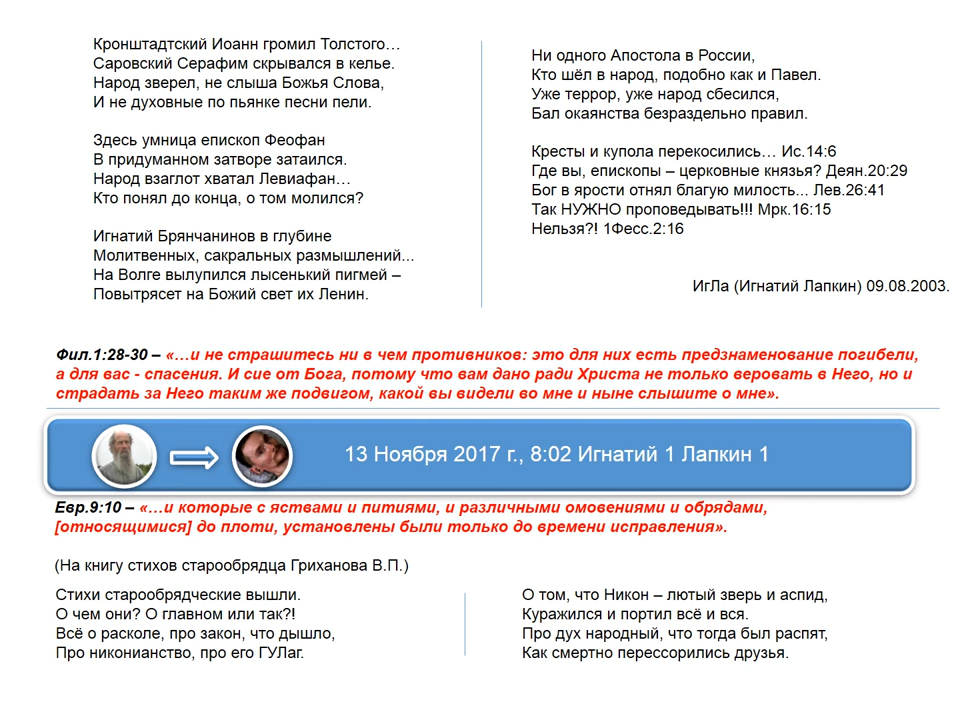 Кронштадтский Иоанн громил Толстого…
Саровский Серафим скрывался в келье.
Народ зверел, не слыша Божья Слова,
И не духовные по пьянке песни пели.
Здесь умница епископ Феофан
В придуманном затворе затаился.
Народ взаглот хватал Левиафан…
Кто понял до конца, о том молился?
Игнатий Брянчанинов в глубине
Молитвенных, сакральных размышлений...
На Волге вылупился лысенький пигмей –
Повытрясет на Божий свет их Ленин.
Ни одного Апостола в России,
Кто шёл в народ, подобно как и Павел.
Уже террор, уже народ сбесился,
Бал окаянства безраздельно правил.
Кресты и купола перекосились… Ис.14:6
Где вы, епископы – церковные князья? Деян.20:29
Бог в ярости отнял благую милость... Лев.26:41
Так НУЖНО проповедывать!!! Мрк.16:15
Нельзя?! 1Фесс.2:16
ИгЛа (Игнатий Лапкин) 09.08.2003.
Фил.1:28-30 – «…и не страшитесь ни в чем противников: это для них есть предзнаменование погибели,
а для вас - спасения. И сие от Бога, потому что вам дано ради Христа не только веровать в Него, но и
страдать за Него таким же подвигом, какой вы видели во мне и ныне слышите о мне».
13 Ноября 2017 г., 8:02 Игнатий 1 Лапкин 1
Евр.9:10 – «…и которые с яствами и питиями, и различными омовениями и обрядами,
[относящимися] до плоти, установлены были только до времени исправления».
(На книгу стихов старообрядца Гриханова В.П.)
Стихи старообрядческие вышли.
О чем они? О главном или так?!
Всё о расколе, про закон, что дышло,
Про никонианство, про его ГУЛаг.
О том, что Никон – лютый зверь и аспид,
Куражился и портил всё и вся.
Про дух народный, что тогда был распят,
Как смертно перессорились друзья.